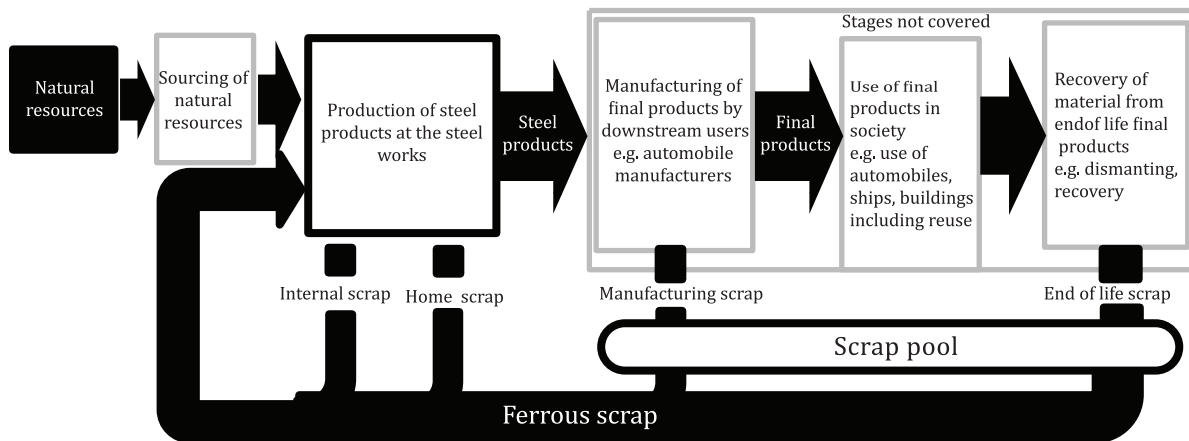 Stages not covered
Natural
resources
Sourcing of
natural
resources
Production of steel
products at the steel
works
Steel
products
Manufacturing of
final products by
downstream users
e.g. automobile
manufacturers
Final
products
Use of final
products in
society
e.g. use of
automobiles,
ships, buildings
including reuse
Recovery of
material from
endof life final
products
e.g. dismanting,
recovery
Internal scrap
Home scrap
Manufacturing scrap
End of life scrap
Scrap pool
Ferrous scrap